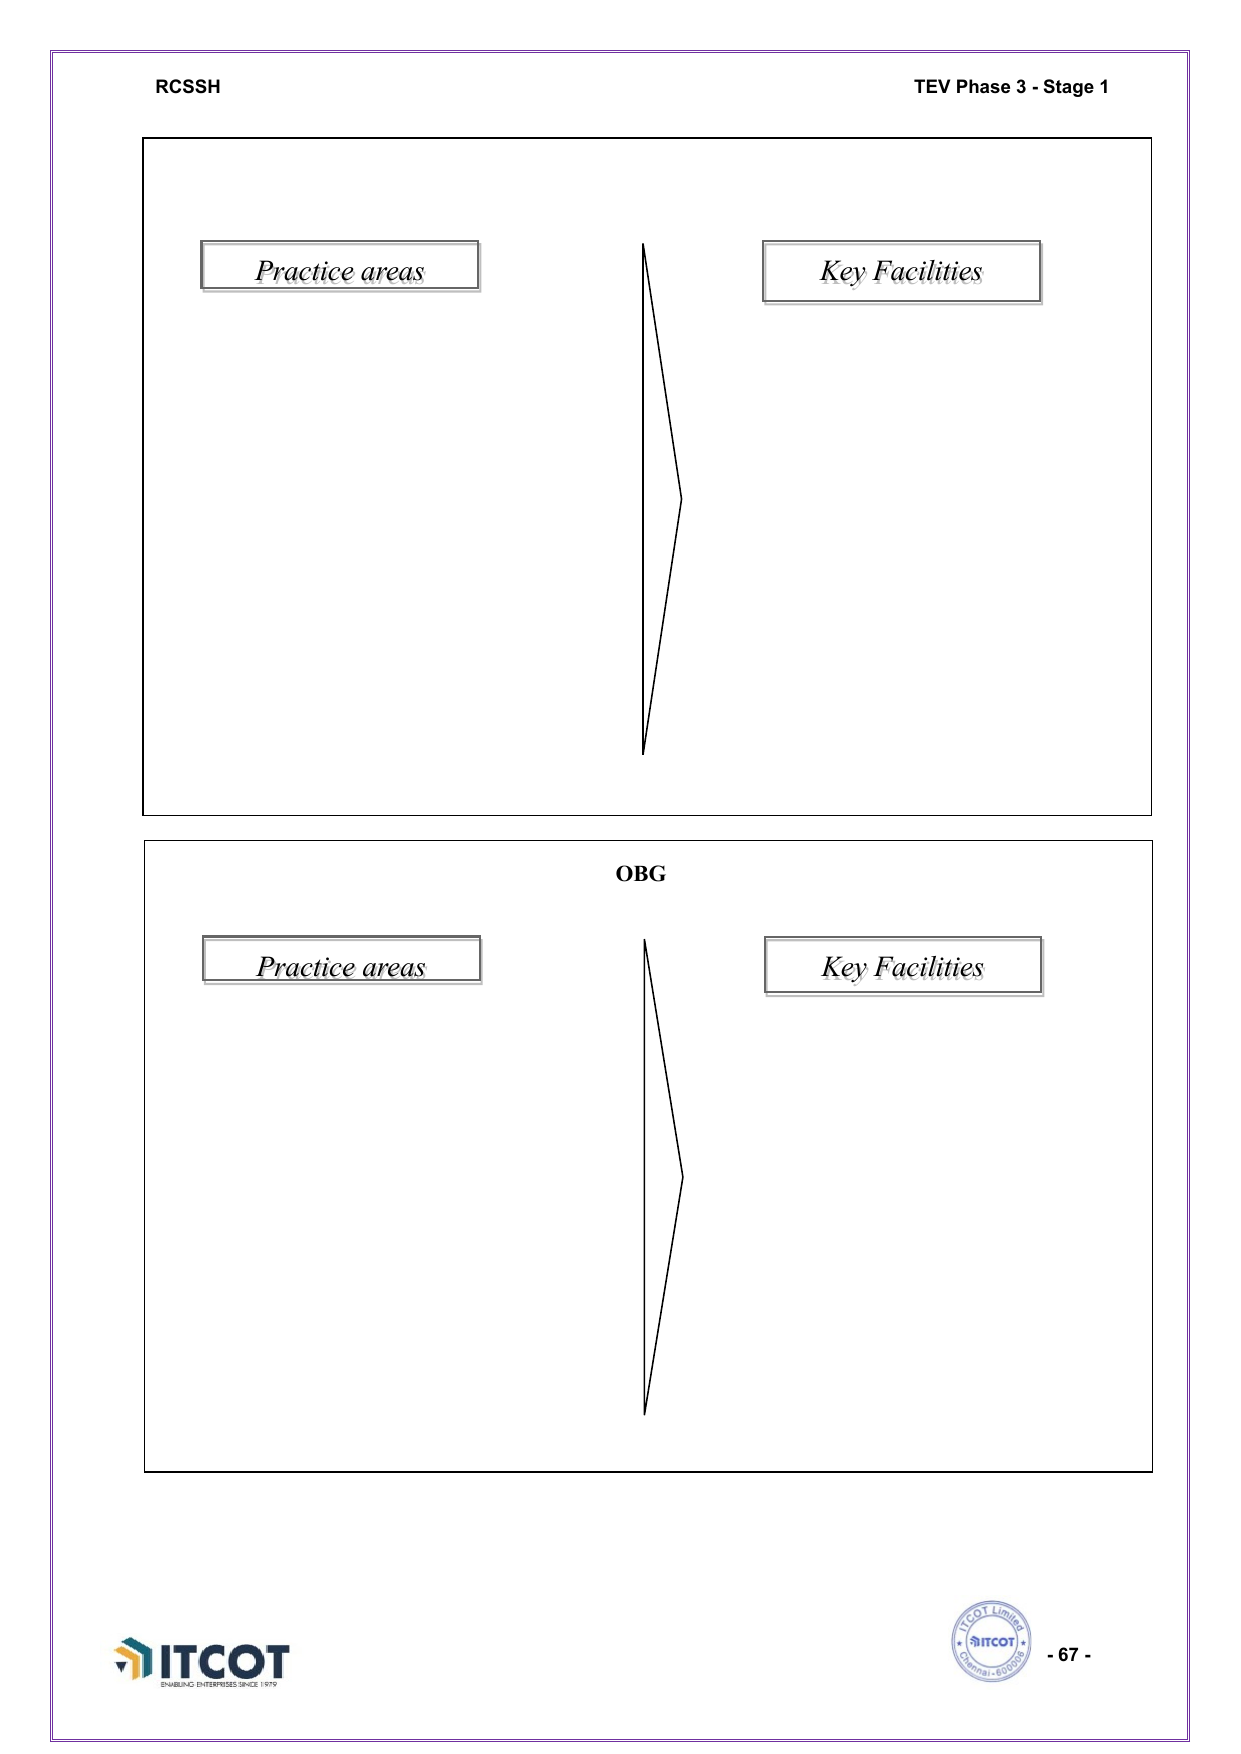 RCSSH TEV Phase 3 - Stage 1
Practice areas Key Facilities
OBG
Practice areas Key Facilities
ITCOT Limited
ITCOT
Chennai-600006
- 67 -
ITCOT
ENABLING ENTERPRISES SINCE 1979